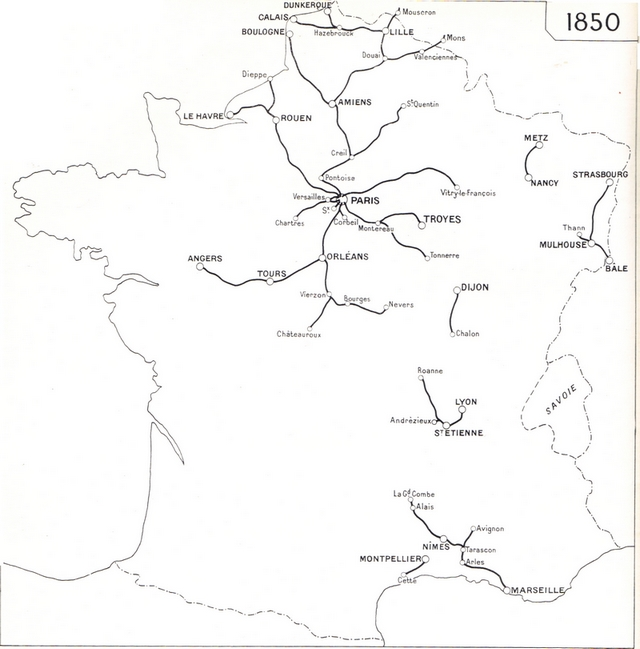 1850
DUNKERQUE
Mouscron
CALAIS
BOULOGNE
Hazebrouck
LILLE
Mons
Douai
Valenciennes
Dieppe
AMIENS
St Quentin
LE HAVRE
ROUEN
METZ
Creil
Pontoise
NANCY
STRASBOURG
Versailles
PARIS
Vitry-le-François
St
Corbeil
Chartres
Montereau
TROYES
Thann
MULHOUSE
Tonnerre
ANGERS
ORLÉANS
BÂLE
TOURS
DIJON
Vierzon
Bourges
Nevers
Châteauroux
Chalon
Roanne
LYON
SAVOIE
Andrézieux
ST ETIENNE
La Gd Combe
Alais
Avignon
NÎMES
Tarascon
MONTPELLIER
Arles
Cette
MARSEILLE